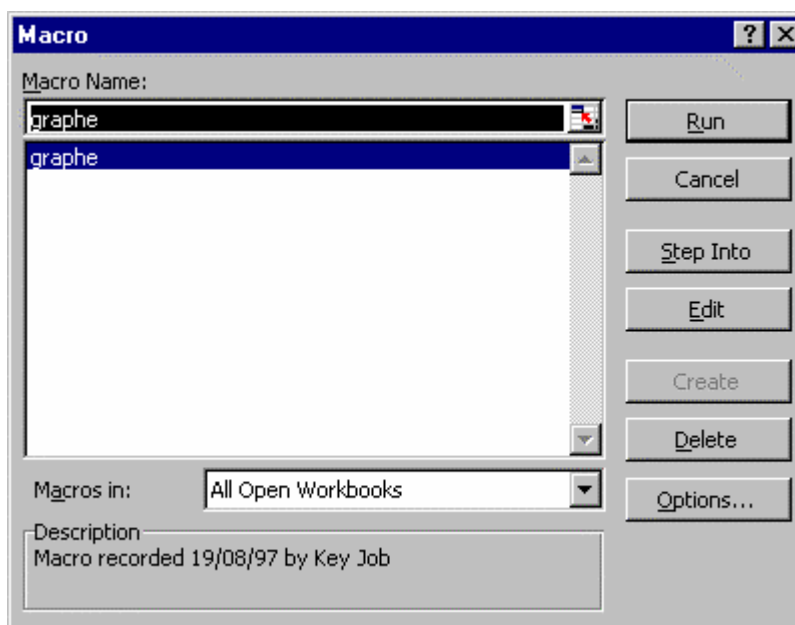 Macro
Macro Name:
graphe
Run
graphe
Cancel
Step Into
Edit
Create
Delete
Macros in:
All Open Workbooks
Options...
Description
Macro recorded 19/08/97 by Key Job